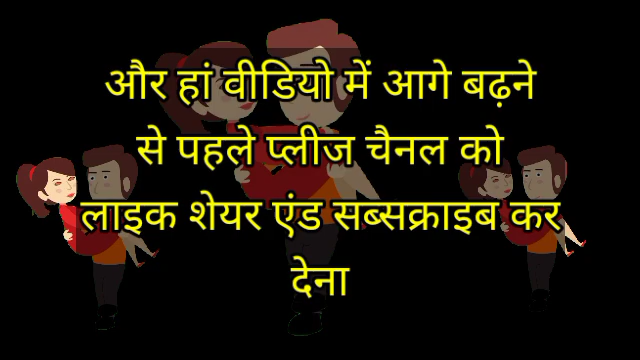 और हां वीडियो में आगे बढ़ने
से पहले प्लीज चैनल को
लाइक शेयर एंड सब्सक्राइब कर
देना